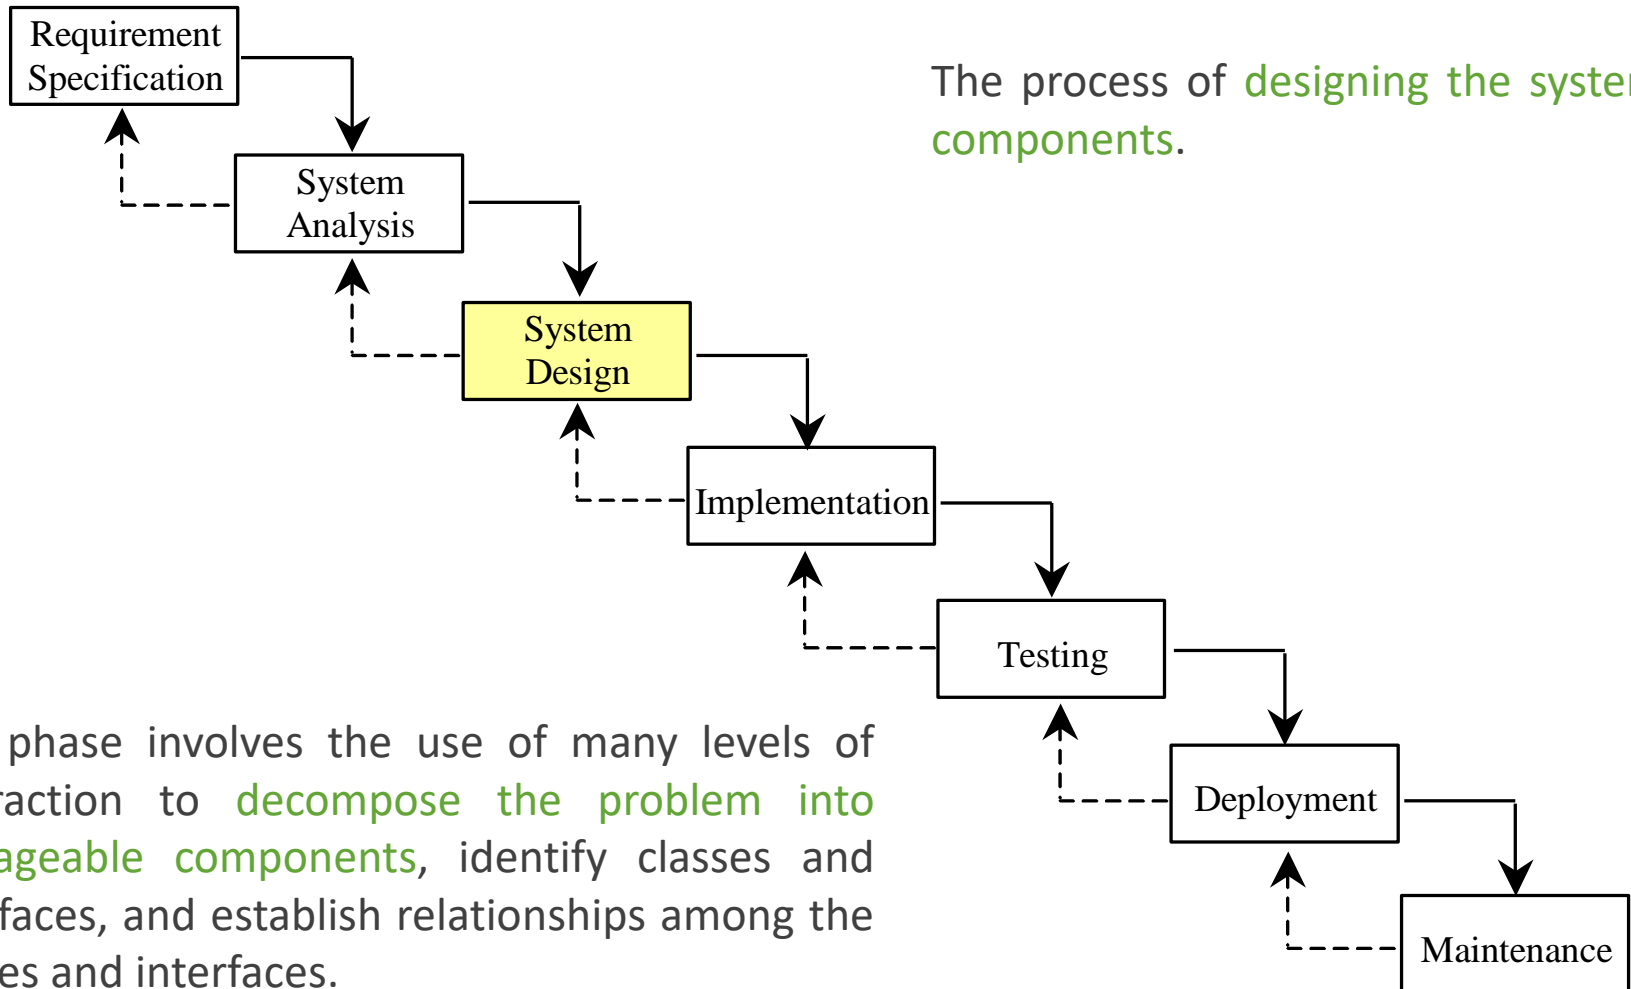 Requirement
Specification
The process of designing the system
components.
System
Analysis
System
Design
Implementation
Testing
phase involves the use of many levels of
raction to decompose the problem into
ageable components, identify classes and
faces, and establish relationships among the
es and interfaces.
Deployment
Maintenance